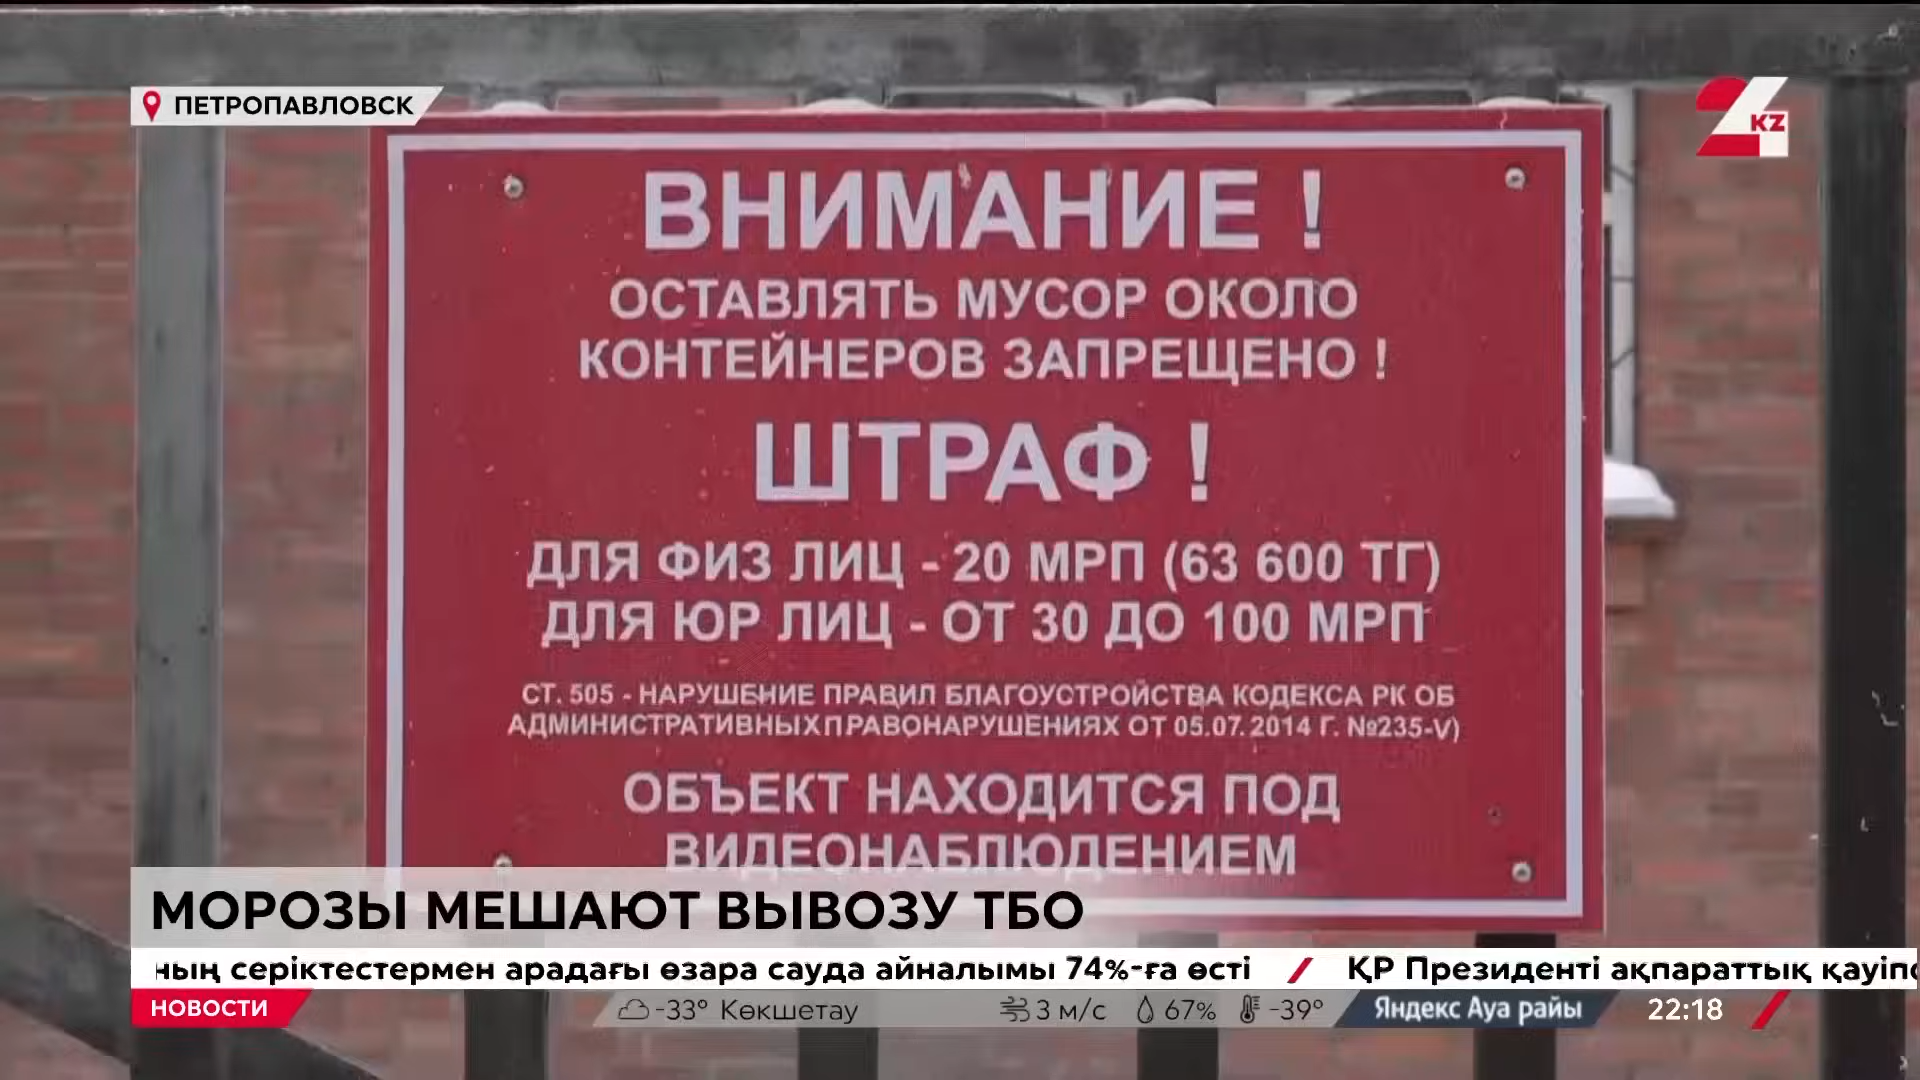 ПЕТРОПАВЛОВСК
24 KZ
ВНИМАНИЕ !
ОСТАВЛЯТЬ МУСОР ОКОЛО
КОНТЕЙНЕРОВ ЗАПРЕЩЕНО !
ШТРАФ !
ДЛЯ ФИЗ ЛИЦ - 20 МРП (63 600 ТГ)
ДЛЯ ЮР ЛИЦ - ОТ 30 ДО 100 МРП
СТ. 505 - НАРУШЕНИЕ ПРАВИЛ БЛАГОУСТРОЙСТВА КОДЕКСА РК ОБ
АДМИНИСТРАТИВНЫХ ПРАВОНАРУШЕНИЯХ ОТ 05.07.2014 Г. №235-V)
ОБЪЕКТ НАХОДИТСЯ ПОД
ВИДЕОНАБЛЮДЕНИЕМ
МОРОЗЫ МЕШАЮТ ВЫВОЗУ ТБО
серіктестермен арадағы өзара сауда айналымы 74%-ға өсті / ҚР Президенті ақпараттық
НОВОСТИ
-33° Көкшетау 3 м/с 67% -39° Яндекс Ауа райы 22:18